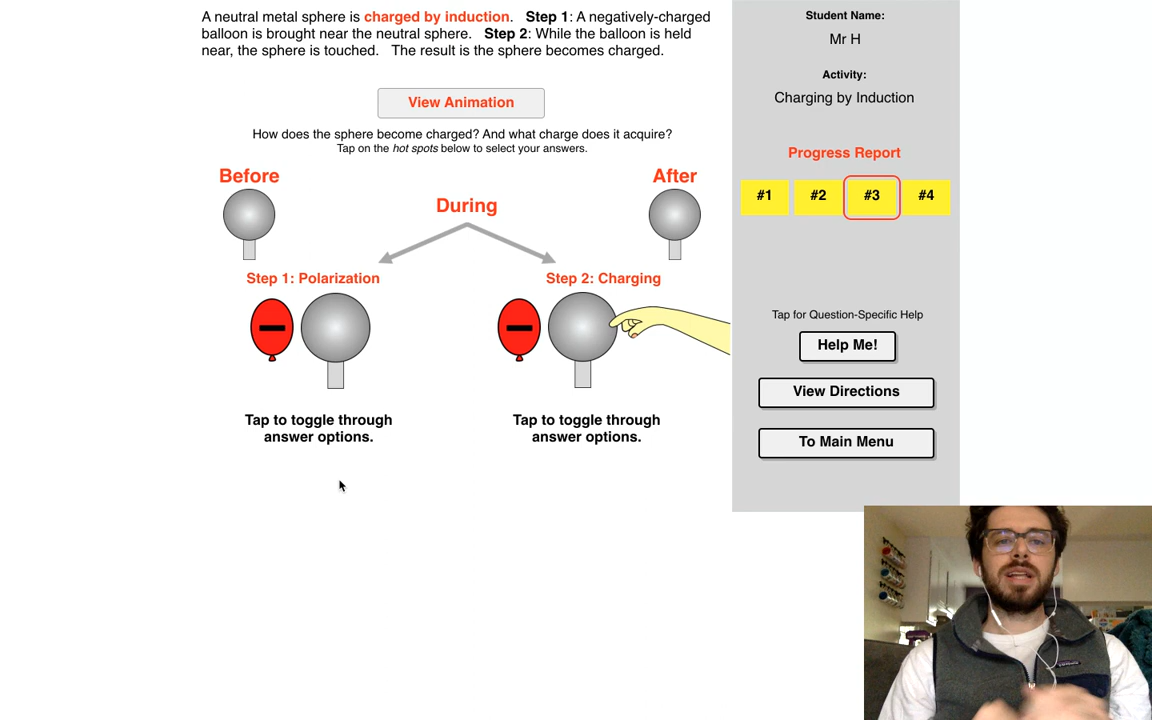 A neutral metal sphere is charged by induction. Step 1: A negatively-charged
balloon is brought near the neutral sphere. Step 2: While the balloon is held
near, the sphere is touched. The result is the sphere becomes charged.
View Animation
How does the sphere become charged? And what charge does it acquire?
Tap on the hot spots below to select your answers.
Before
After
During
Step 1: Polarization
Step 2: Charging
Tap to toggle through
answer options.
Tap to toggle through
answer options.
Student Name:
Mr H
Activity:
Charging by Induction
Progress Report
#1 #2 #3 #4
Tap for Question-Specific Help
Help Me!
View Directions
To Main Menu